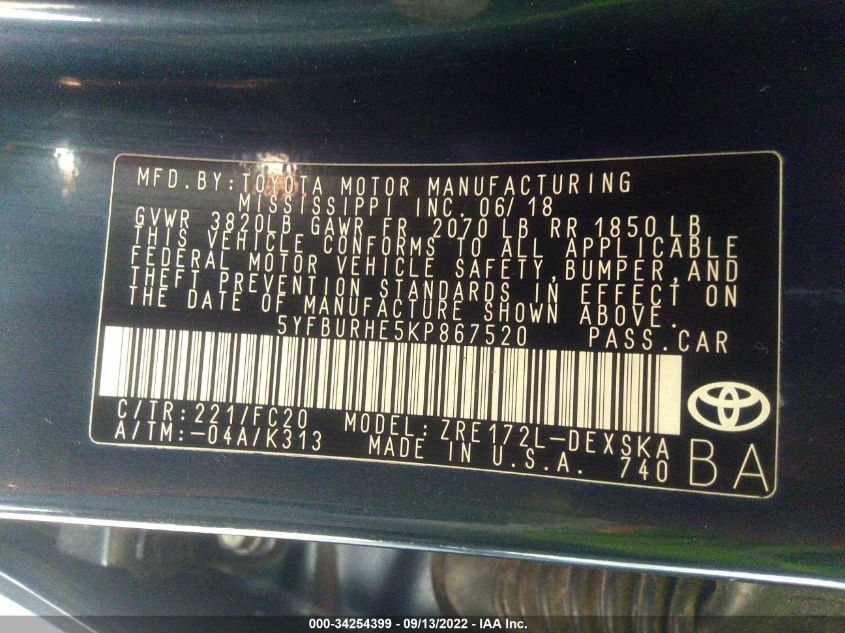 MFD.BY:TOYOTA MOTOR MANUFACTURING
MISSISSIPPI INC. 06/18
GVWR 3820LB GAWR FR 2070 LB RR 1850 LB
THIS VEHICLE CONFORMS TO ALL APPLICABLE
FEDERAL MOTOR VEHICLE SAFETY,BUMPER,AND
THEFT PREVENTION STANDARDS IN EFFECT ON
THE DATE OF MANUFACTURE SHOWN ABOVE.
5YFBURHE5KP867520 PASS.CAR
C/TR:221/FC20 MODEL:ZRE172L-DEXSKA
A/TM:-04A/K313 MADE IN U.S.A. 740
BA
000-34254399 - 09/13/2022 - IAA Inc.